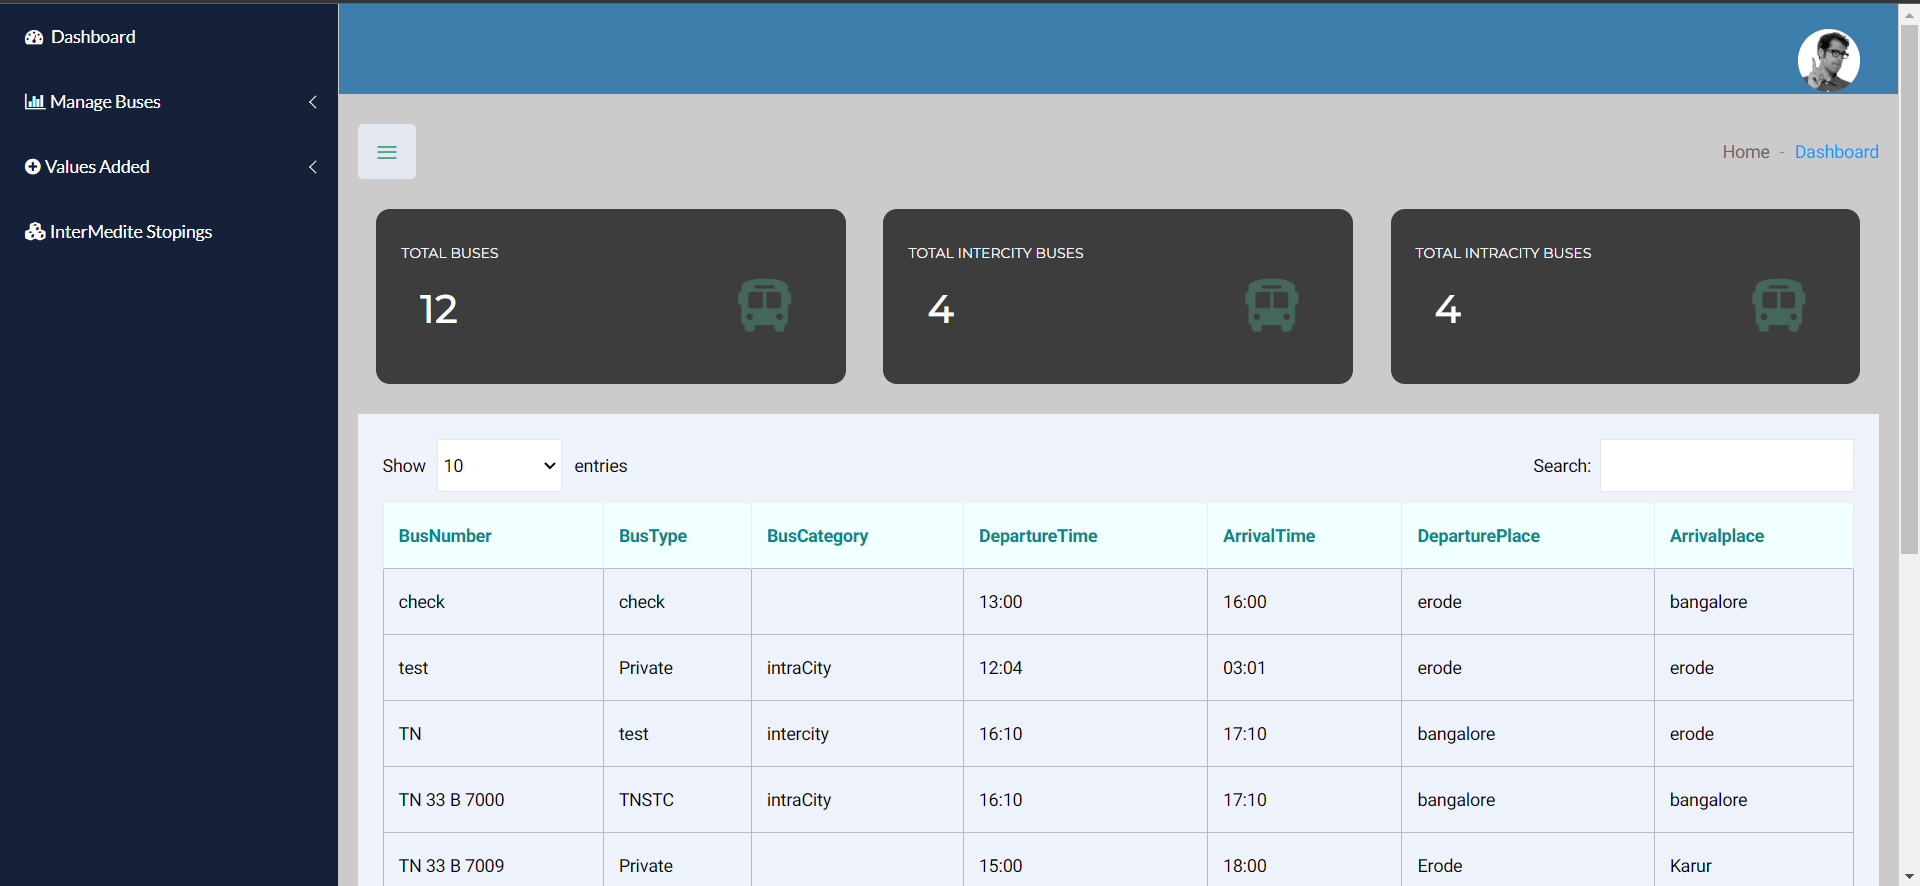 Dashboard
Manage Buses
Values Added
InterMedite Stopings
Home - Dashboard
TOTAL BUSES
12
TOTAL INTERCITY BUSES
4
TOTAL INTRACITY BUSES
4
Show 10 entries
Search:
BusNumber BusType BusCategory DepartureTime ArrivalTime DeparturePlace Arrivalplace
check check 13:00 16:00 erode bangalore
test Private intraCity 12:04 03:01 erode erode
TN test intercity 16:10 17:10 bangalore erode
TN 33 B 7000 TNSTC intraCity 16:10 17:10 bangalore bangalore
TN 33 B 7009 Private 15:00 18:00 Erode Karur